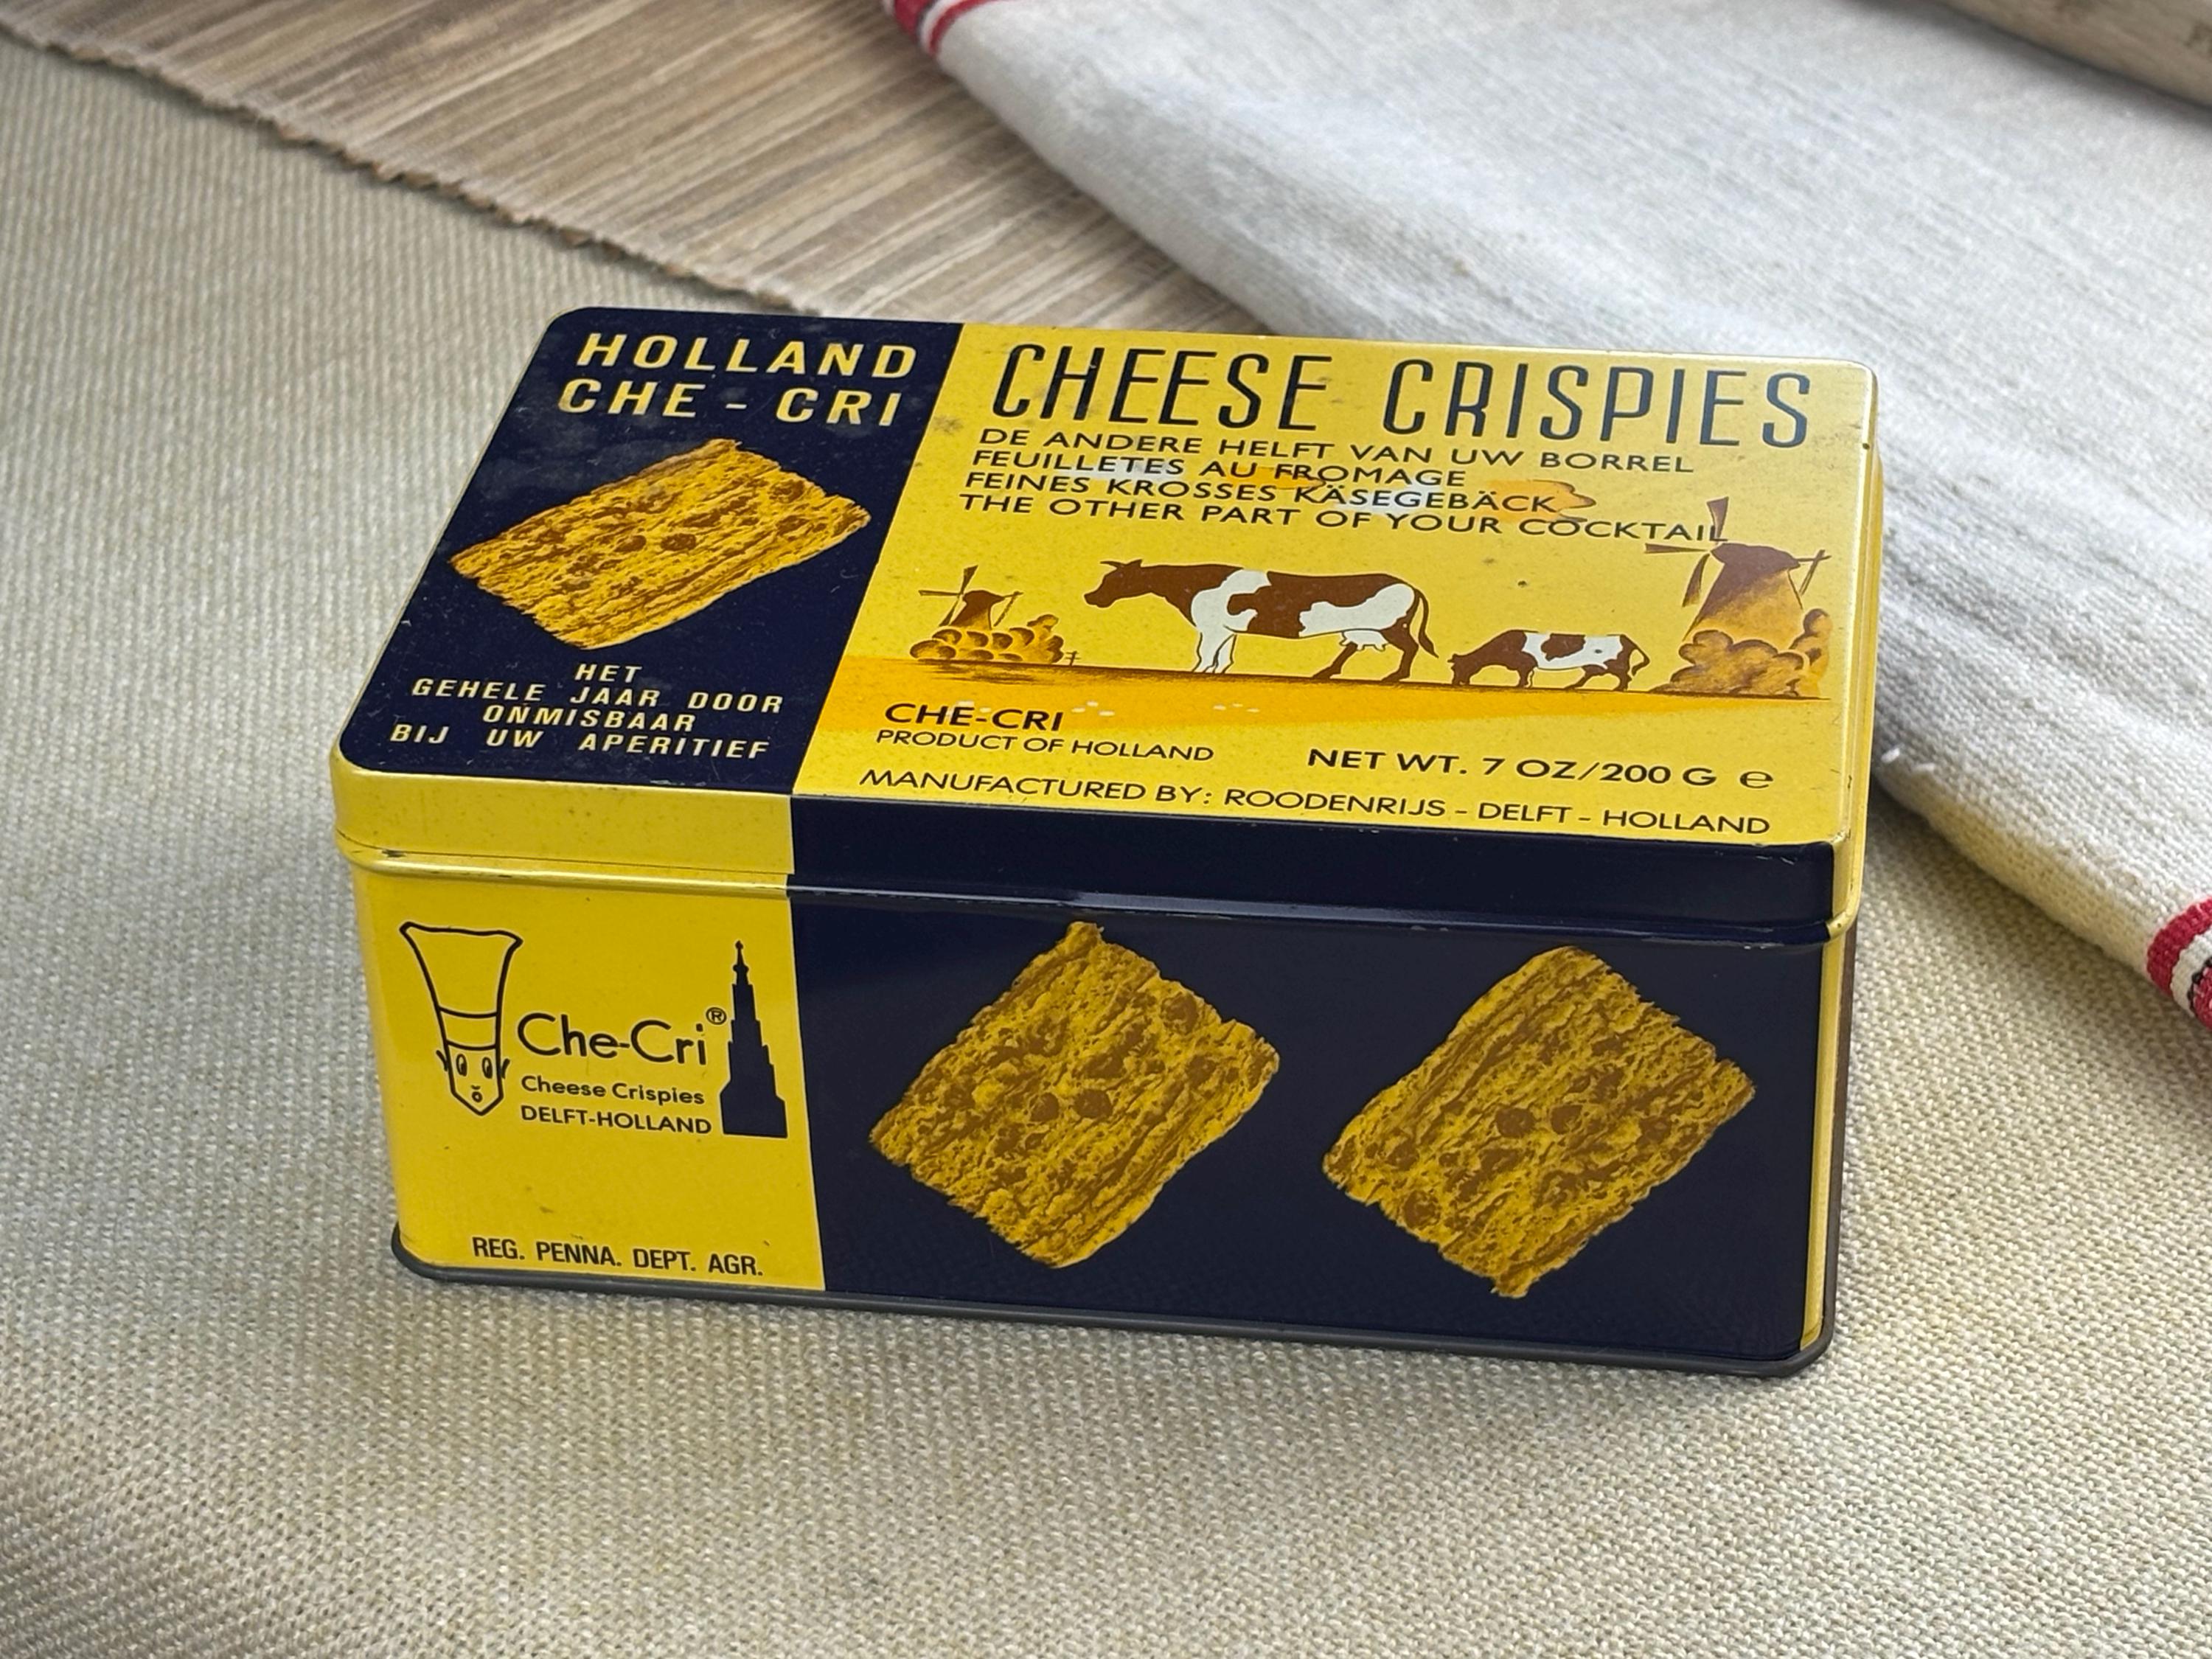 HOLLAND
CHE - CRI
HET
GEHELE JAAR DOOR
ONMISBAAR
BIJ UW APERITIEF
CHEESE CRISPIES
DE ANDERE HELFT VAN UW BORREL
FEUILLETES AU FROMAGE
FEINES KROSSES KÄSEGEBÄCK
THE OTHER PART OF YOUR COCKTAIL
CHE-CRI
PRODUCT OF HOLLAND
NET WT. 7 OZ/200 G ℮
MANUFACTURED BY: ROODENRIJS - DELFT - HOLLAND
Che-Cri®
Cheese Crispies
DELFT-HOLLAND
REG. PENNA. DEPT. AGR.